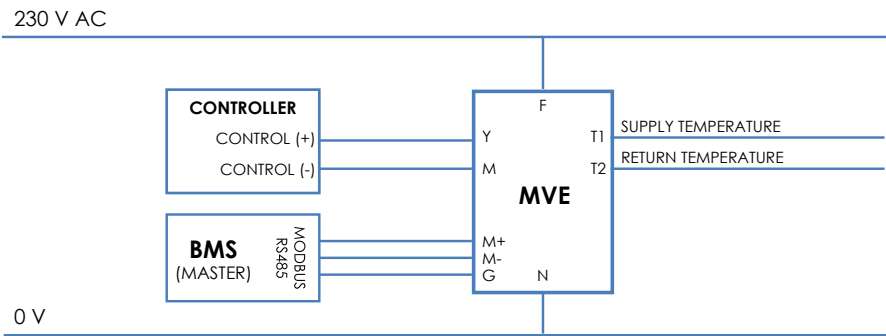 230 V AC
CONTROLLER
CONTROL (+)
CONTROL (-)
F
Y
M
T1
T2
MVE
SUPPLY TEMPERATURE
RETURN TEMPERATURE
BMS
(MASTER)
MODBUS
RS485
M+
M-
G
N
0 V